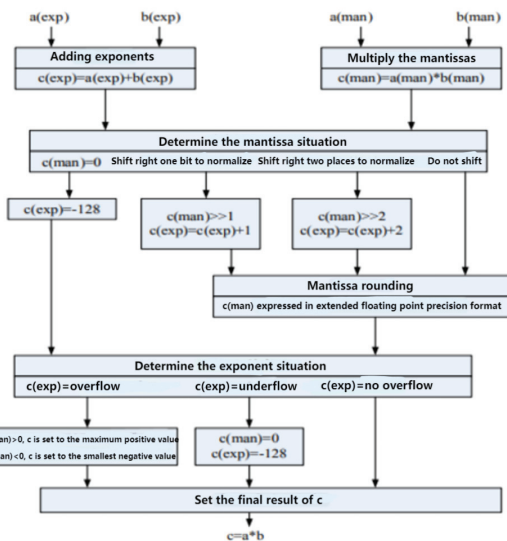 a(exp) b(exp) a(man) b(man)
Adding exponents
c(exp)=a(exp)+b(exp)
Multiply the mantissas
c(man)=a(man)*b(man)
Determine the mantissa situation
c(man)=0 Shift right one bit to normalize Shift right two places to normalize Do not shift
c(exp)=-128
c(man)>>1
c(exp)=c(exp)+1
c(man)>>2
c(exp)=c(exp)+2
Mantissa rounding
c(man) expressed in extended floating point precision format
Determine the exponent situation
c(exp)=overflow c(exp)=underflow c(exp)=no overflow
an)>0, c is set to the maximum positive value
an)<0, c is set to the smallest negative value
c(man)=0
c(exp)=-128
Set the final result of c
c=a*b